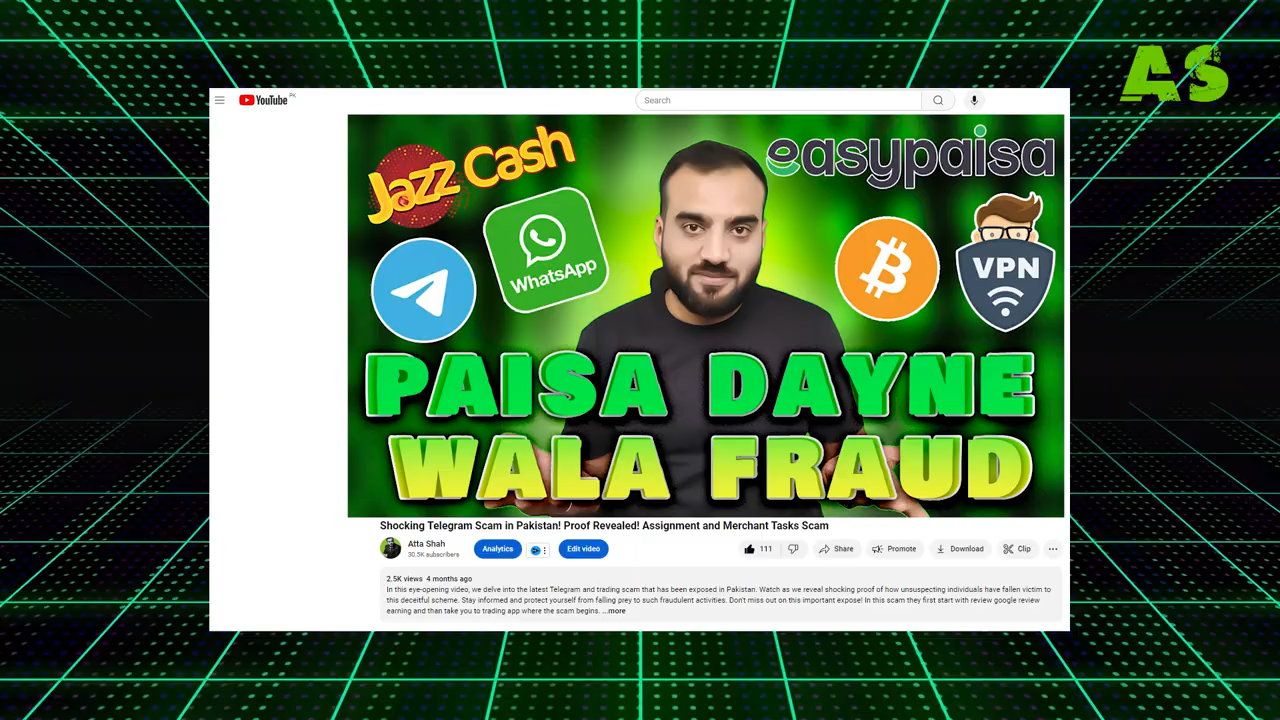 AS
YouTube PK
Search
Jazz Cash
easypaisa
WhatsApp
VPN
PAISA DAYNE
WALA FRAUD
Shocking Telegram Scam in Pakistan! Proof Revealed! Assignment and Merchant Tasks Scam
Atta Shah
30.5K subscribers
Analytics
Edit video
111
Share
Promote
Download
Clip
2.5K views 4 months ago
In this eye-opening video, we delve into the latest Telegram and trading scam that has been exposed in Pakistan. Watch as we reveal shocking proof of how unsuspecting individuals have fallen victim to
this deceitful scheme. Stay informed and protect yourself from falling prey to such fraudulent activities. Don't miss out on this important expose! In this scam they first start with review google review
earning and than take you to trading app where the scam begins. ...more